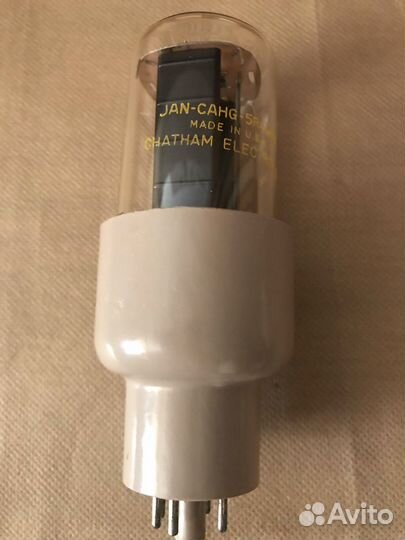 JAN-CAHG-5R
MADE IN U.S.
CHATHAM ELEC
Avito